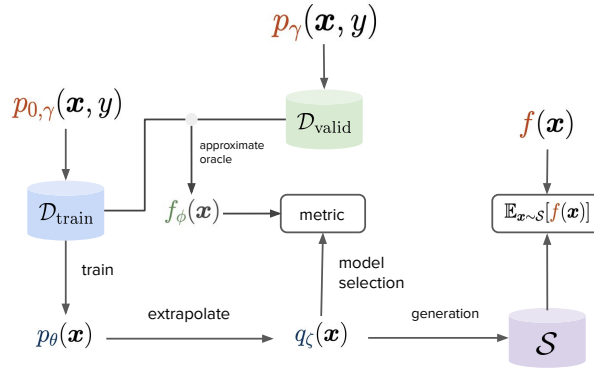 p_γ(x, y)
p_{0,γ}(x, y)
D_valid
f(x)
approximate
oracle
D_train
f_ϕ(x)
metric
𝔼_{x∼S}[f(x)]
train
model
selection
extrapolate
generation
p_θ(x)
q_ζ(x)
S